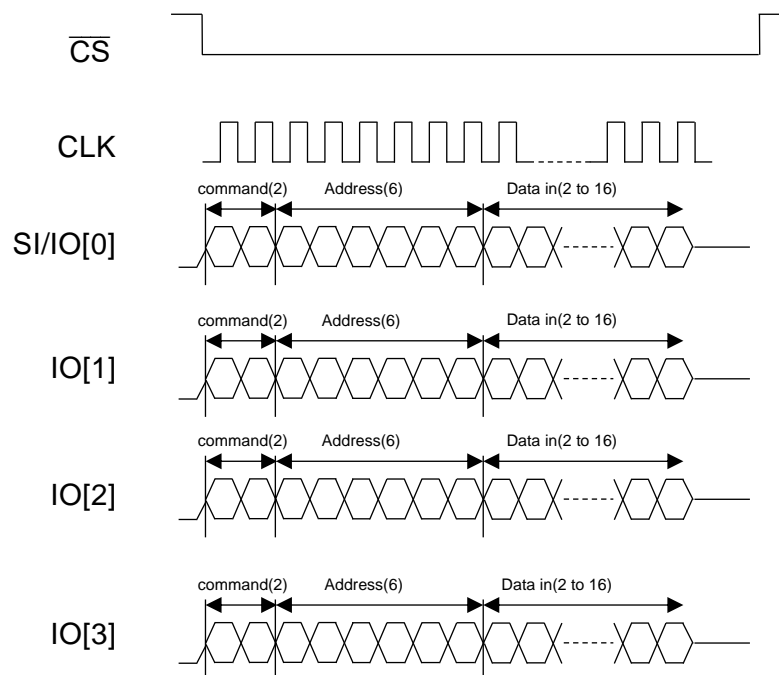 CS
CLK
command(2) Address(6) Data in(2 to 16)
SI/IO[0]
command(2) Address(6) Data in(2 to 16)
IO[1]
command(2) Address(6) Data in(2 to 16)
IO[2]
command(2) Address(6) Data in(2 to 16)
IO[3]